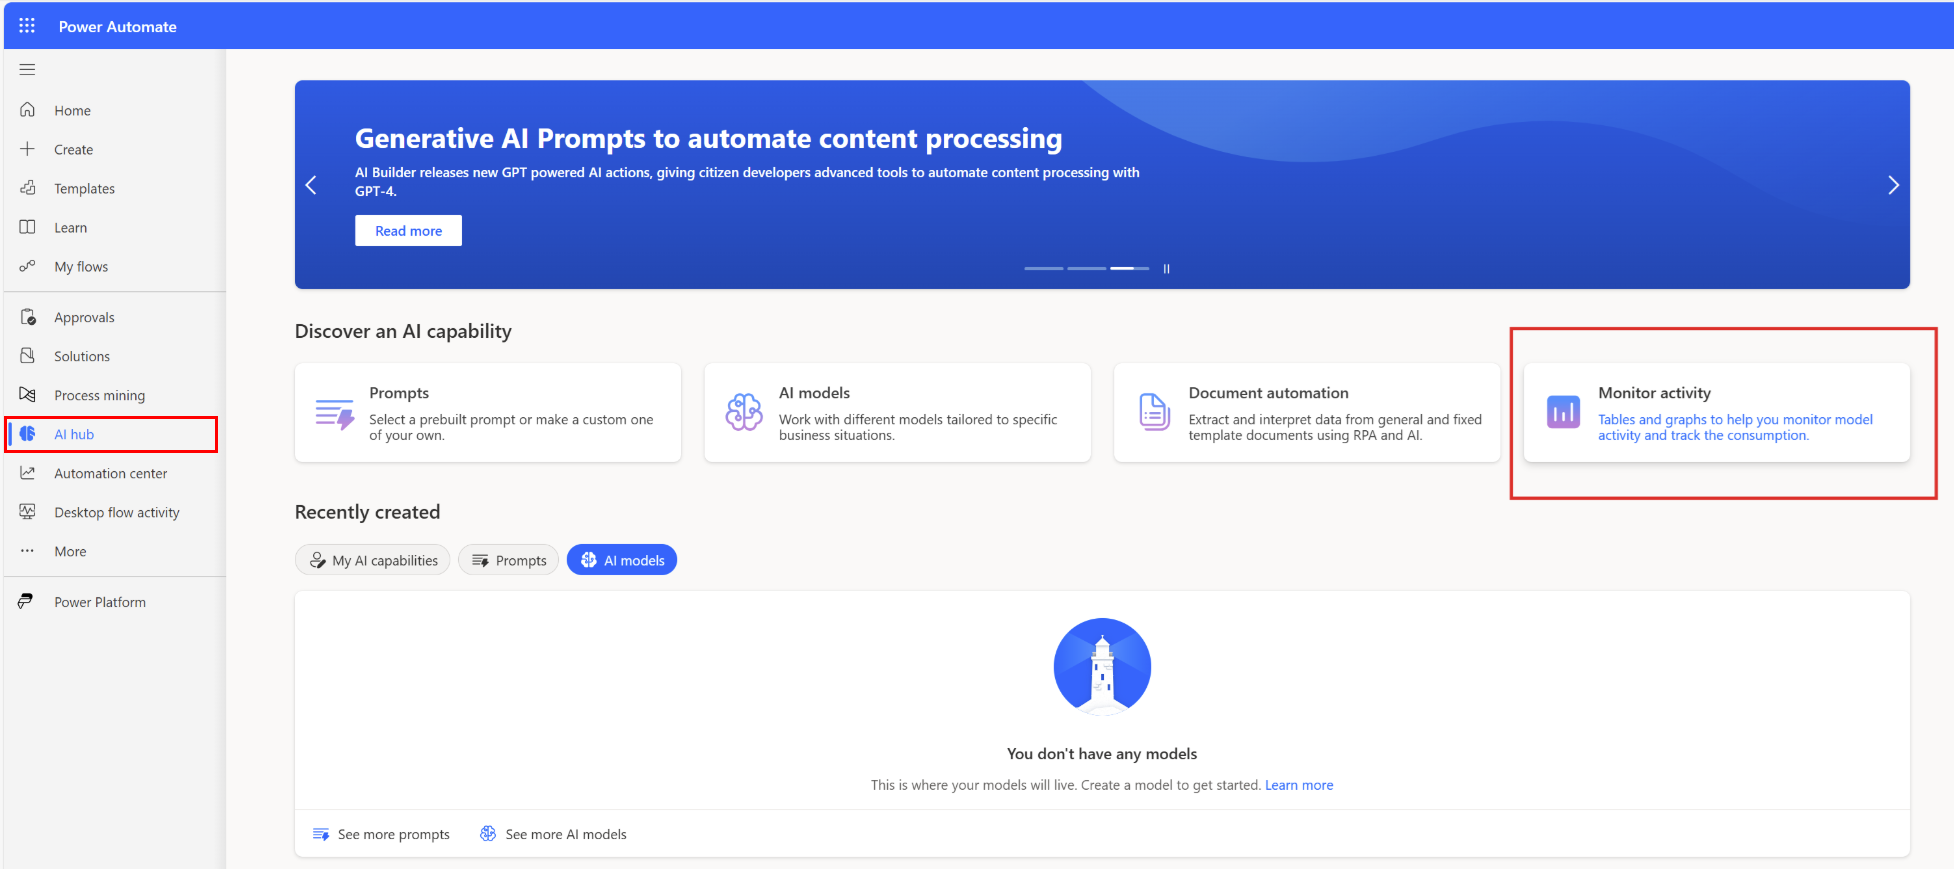 Power Automate
Home
Create
Templates
Learn
My flows
Approvals
Solutions
Process mining
AI hub
Automation center
Desktop flow activity
More
Power Platform
Generative AI Prompts to automate content processing
AI Builder releases new GPT powered AI actions, giving citizen developers advanced tools to automate content processing with
GPT-4.
Read more
Discover an AI capability
Prompts
Select a prebuilt prompt or make a custom one
of your own.
AI models
Work with different models tailored to specific
business situations.
Document automation
Extract and interpret data from general and fixed
template documents using RPA and AI.
Monitor activity
Tables and graphs to help you monitor model
activity and track the consumption.
Recently created
My AI capabilities
Prompts
AI models
You don't have any models
This is where your models will live. Create a model to get started. Learn more
See more prompts
See more AI models